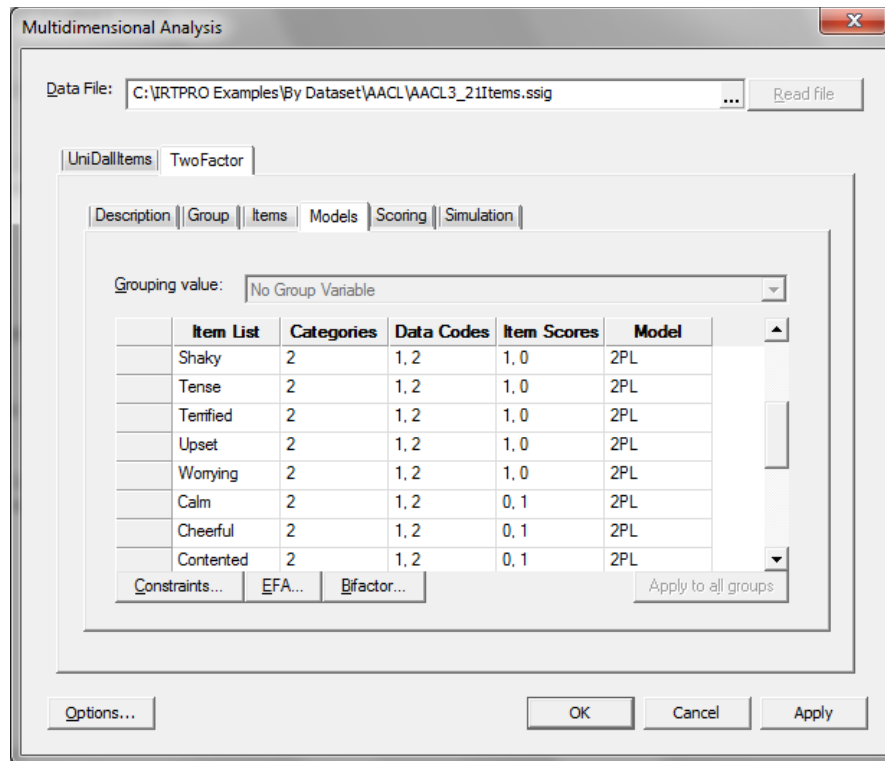 Multidimensional Analysis
Data File: C:\IRTPRO Examples\By Dataset\AACL\AACL3_21Items.ssig ... Read file
UniDallItems TwoFactor
Description Group Items Models Scoring Simulation
Grouping value: No Group Variable
Item List Categories Data Codes Item Scores Model
Shaky 2 1, 2 1, 0 2PL
Tense 2 1, 2 1, 0 2PL
Terrified 2 1, 2 1, 0 2PL
Upset 2 1, 2 1, 0 2PL
Worrying 2 1, 2 1, 0 2PL
Calm 2 1, 2 0, 1 2PL
Cheerful 2 1, 2 0, 1 2PL
Contented 2 1, 2 0, 1 2PL
Constraints... EFA... Bifactor... Apply to all groups
Options... OK Cancel Apply